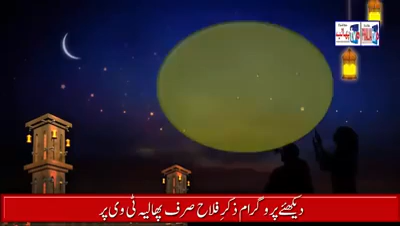 دیکھئے پروگرام ذکرِ فلاح صرف پھالیہ ٹی وی پر